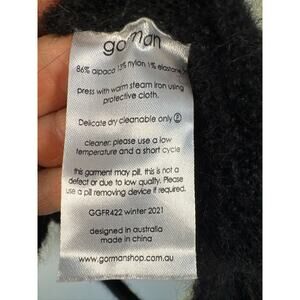 gorman
86% alpaca 13% nylon 1% elastane
press with warm steam iron using
protective cloth.
Delicate dry cleanable only Ⓟ
cleaner: please use a low
temperature and a short cycle
this garment may pill. this is not a
defect or due to low quality. Please
use a pill removing device if required.
GGFR422 winter 2021
designed in australia
made in china
www.gormanshop.com.au